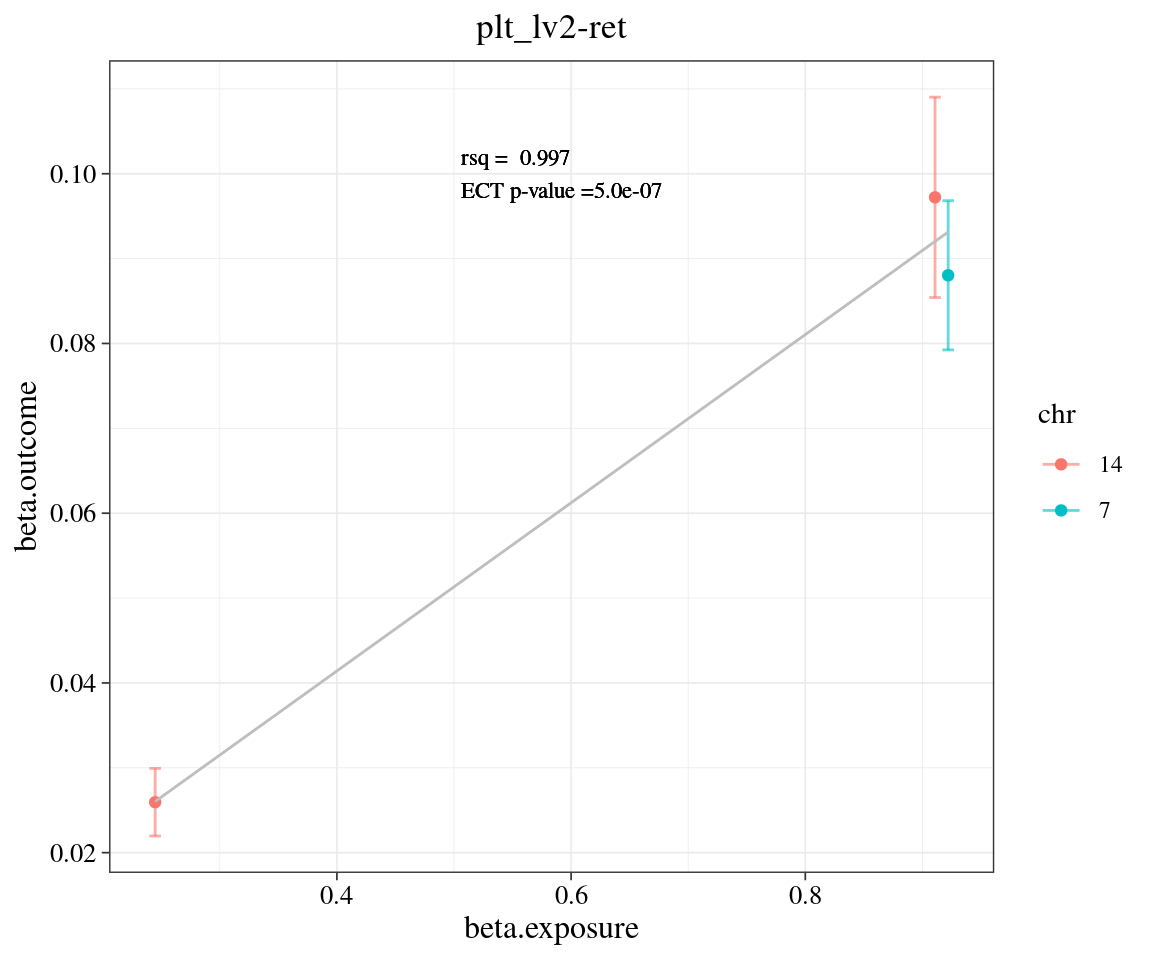 plt_lv2-ret
rsq =  0.997
ECT p-value =5.0e-07
0.10
0.08
0.06
0.04
0.02
beta.outcome
0.4
0.6
0.8
beta.exposure
chr
14
7